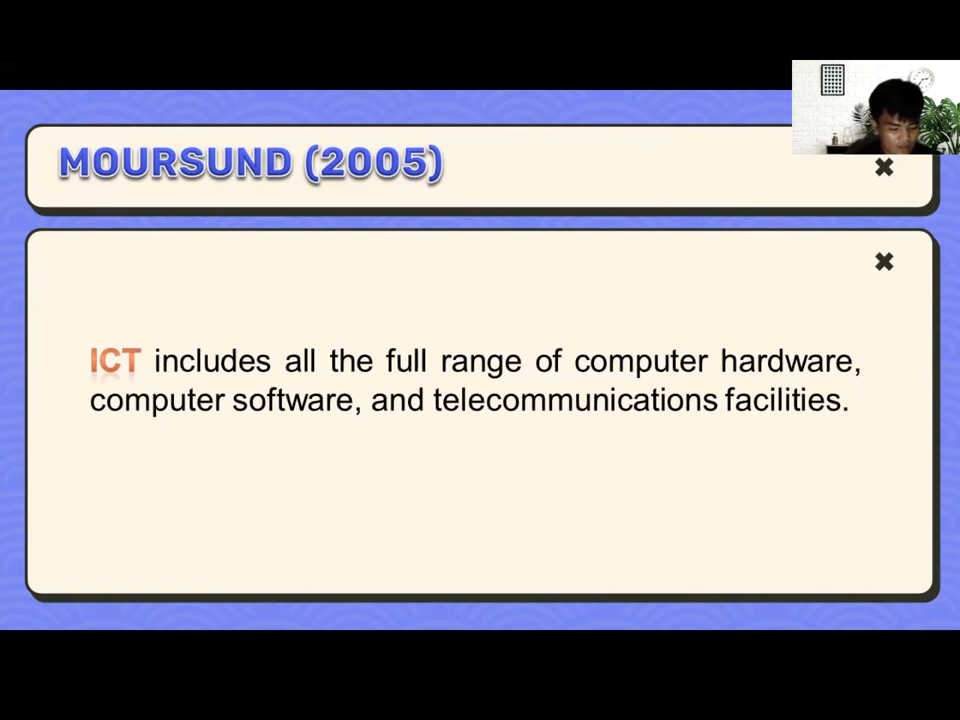 MOURSUND (2005)
ICT includes all the full range of computer hardware,
computer software, and telecommunications facilities.